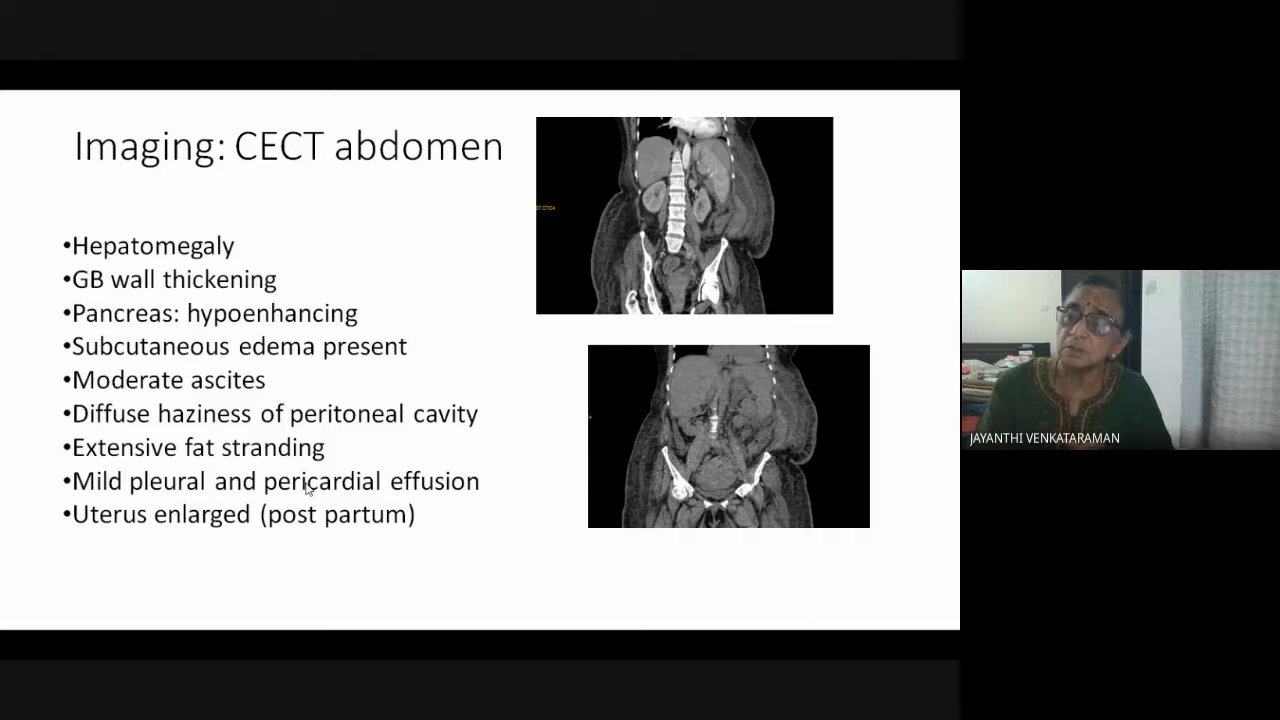 Imaging: CECT abdomen
•Hepatomegaly
•GB wall thickening
•Pancreas: hypoenhancing
•Subcutaneous edema present
•Moderate ascites
•Diffuse haziness of peritoneal cavity
•Extensive fat stranding
•Mild pleural and pericardial effusion
•Uterus enlarged (post partum)
JAYANTHI VENKATARAMAN